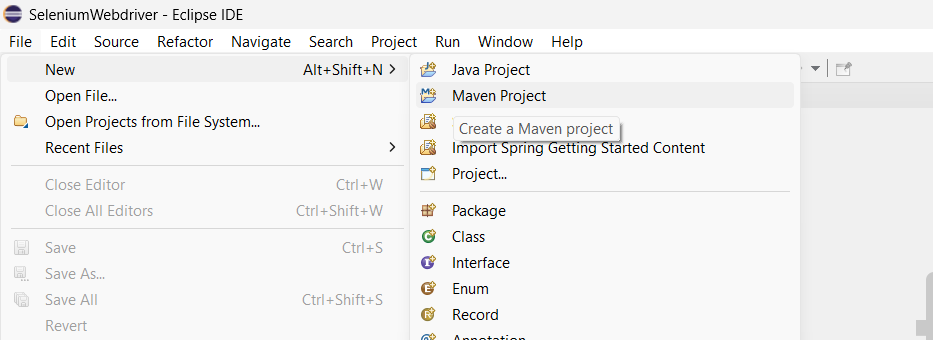 SeleniumWebdriver - Eclipse IDE
File Edit Source Refactor Navigate Search Project Run Window Help
New Alt+Shift+N
Open File...
Open Projects from File System...
Recent Files
Close Editor Ctrl+W
Close All Editors Ctrl+Shift+W
Save Ctrl+S
Save As...
Save All Ctrl+Shift+S
Revert
Java Project
Maven Project
Create a Maven project
Import Spring Getting Started Content
Project...
Package
Class
Interface
Enum
Record
Annotation